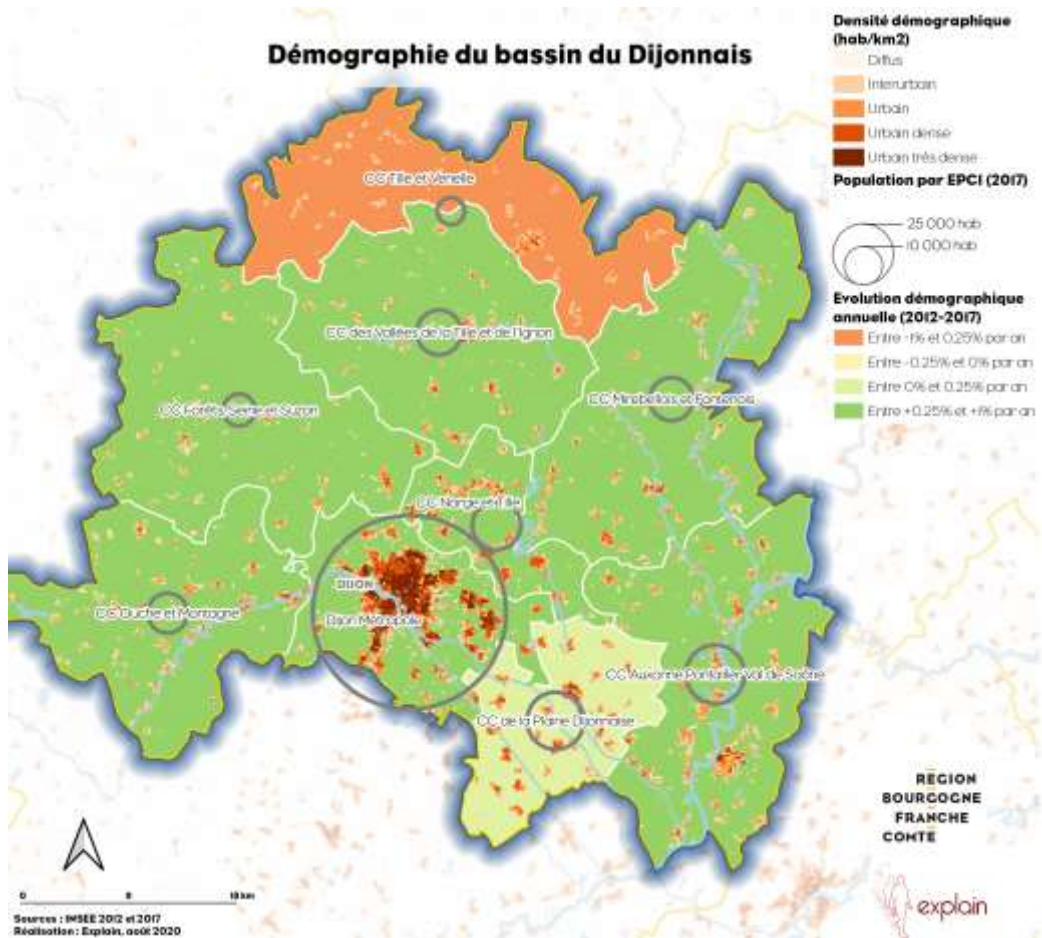 Démographie du bassin du Dijonnais
Densité démographique
(hab/km2)
Diffus
Interurbain
Urbain
Urbain dense
Urbain très dense
Population par EPCI (2017)
25 000 hab
10 000 hab
Evolution démographique
annuelle (2012-2017)
Entre -1% et 0.25% par an
Entre -0.25% et 0% par an
Entre 0% et 0.25% par an
Entre +0.25% et +1% par an
CC Tille et Venelle
CC des Vallées de la Tille et de l'Ignon
CC Forêts Seine et Suzon
CC Mirebellois et Fontenois
CC Norge et Tille
DIJON
Dijon Métropole
CC Ouche et Montagne
CC Auxonne Pontailler Val de Saône
CC de la Plaine Dijonnaise
REGION
BOURGOGNE
FRANCHE
COMTE
explain
0 9 18 km
Sources : INSEE 2012 et 2017
Réalisation : Explain, août 2020